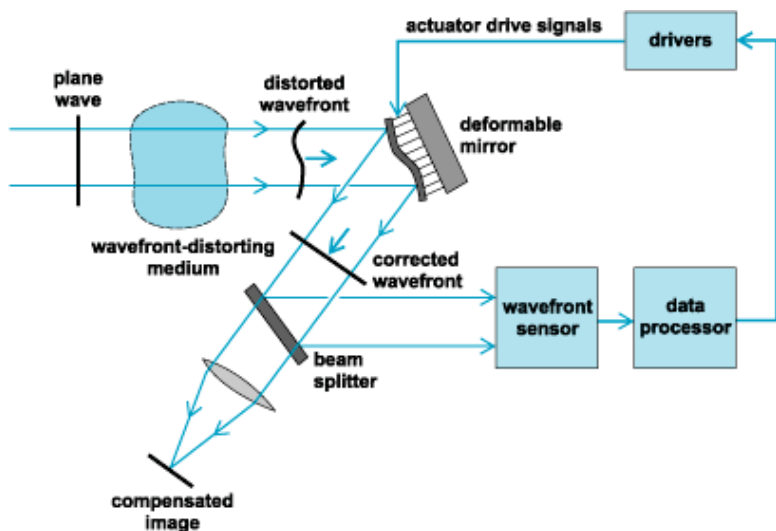 actuator drive signals
drivers
plane
wave
distorted
wavefront
deformable
mirror
wavefront-distorting
medium
corrected
wavefront
wavefront
sensor
data
processor
beam
splitter
compensated
image